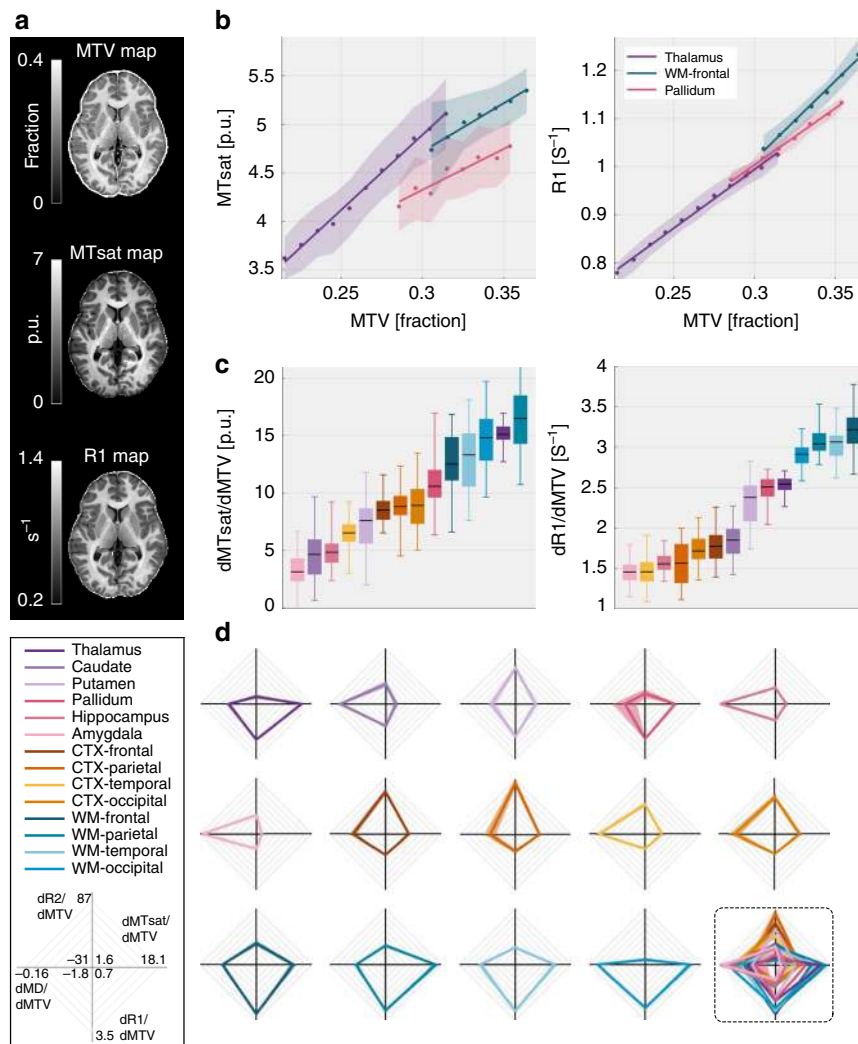 a
MTV map
0.4
Fraction
0
MTsat map
7
p.u.
0
R1 map
1.4
s⁻¹
0.2
b
5.5
5
4.5
4
3.5
MTsat [p.u.]
0.25
0.3
0.35
MTV [fraction]
1.2
1.1
1
0.9
0.8
R1 [S⁻¹]
Thalamus
WM-frontal
Pallidum
0.25
0.3
0.35
MTV [fraction]
c
20
15
10
5
0
dMTsat/dMTV [p.u.]
4
3.5
3
2.5
2
1.5
1
dR1/dMTV [S⁻¹]
Thalamus
Caudate
Putamen
Pallidum
Hippocampus
Amygdala
CTX-frontal
CTX-parietal
CTX-temporal
CTX-occipital
WM-frontal
WM-parietal
WM-temporal
WM-occipital
dR2/
dMTV
87
dMTsat/
dMTV
–31
1.6
18.1
–0.16
–1.8
0.7
dMD/
dMTV
dR1/
dMTV
3.5
d